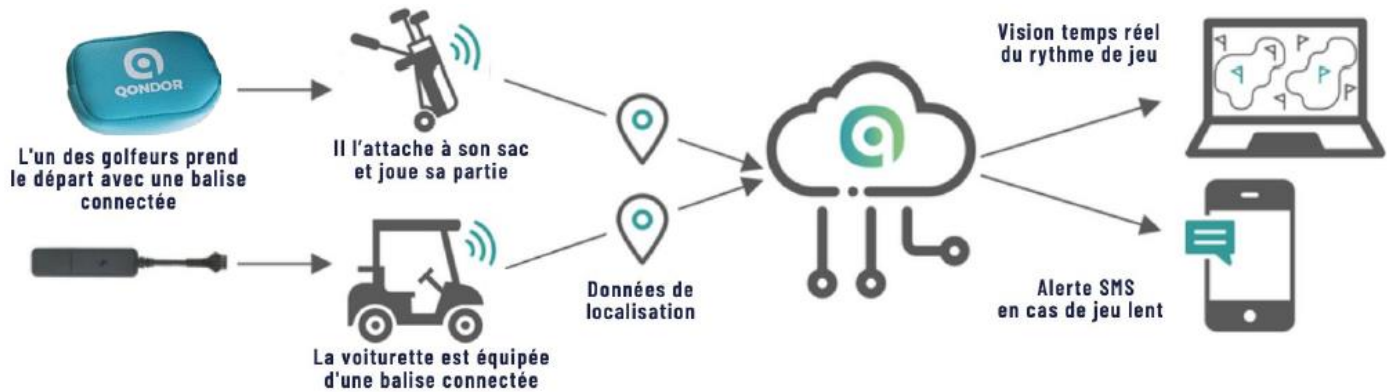 QONDOR
L'un des golfeurs prend
le départ avec une balise
connectée
Il l'attache à son sac
et joue sa partie
La voiturette est équipée
d'une balise connectée
Données de
localisation
Vision temps réel
du rythme de jeu
Alerte SMS
en cas de jeu lent